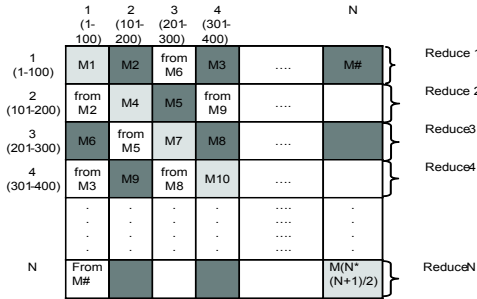 1 2 3 4 N
(1- (101- (201- (301-
100) 200) 300) 400)
1 M1 M2 from M3 .... M# Reduce 1
(1-100) M6
2 from M4 M5 from .... Reduce 2
(101-200) M2 M9
3 M6 from M7 M8 .... Reduce3
(201-300) M5
4 from M9 from M10 .... Reduce4
(301-400) M3 M8
. . . . .... .
. . . . .... .
. . . . .... .
N From M(N* ReduceN
M# (N+1)/2)